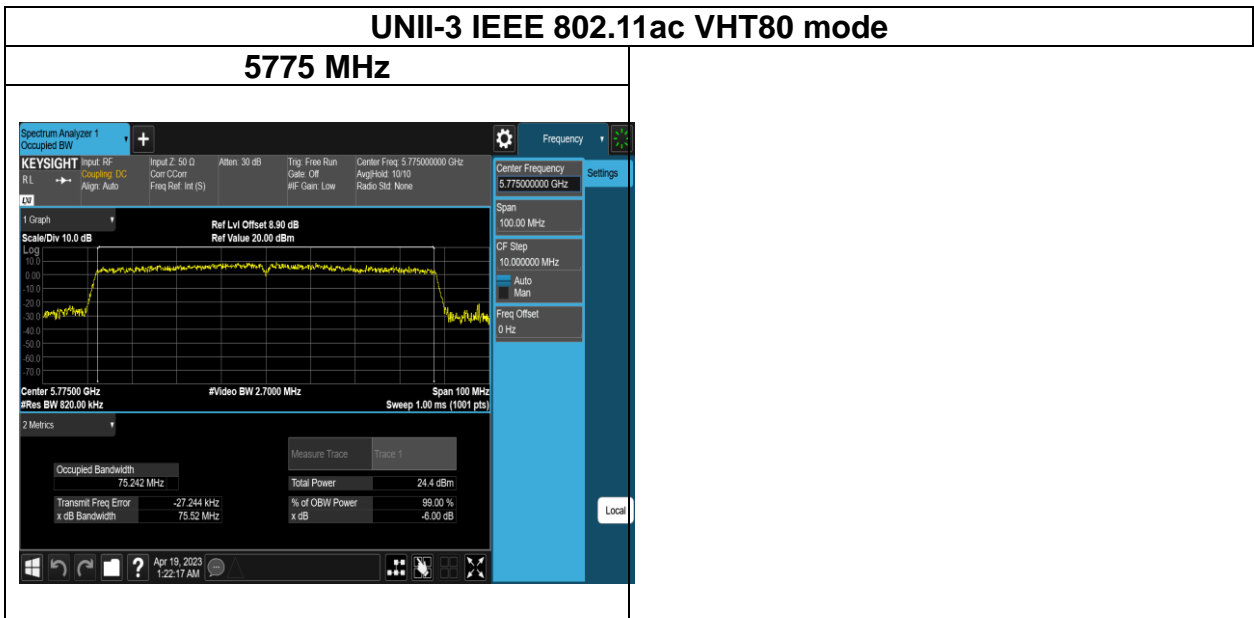 UNII-3 IEEE 802.11ac VHT80 mode
5775 MHz
Spectrum Analyzer 1
Occupied BW
+
Frequency
KEYSIGHT
R L
LXI
Input: RF
Coupling: DC
Align: Auto
Input Z: 50 Ω
Corr CCorr
Freq Ref: Int (S)
Atten: 30 dB
Trig: Free Run
Gate: Off
#IF Gain: Low
Center Freq: 5.775000000 GHz
Avg|Hold: 10/10
Radio Std: None
Center Frequency
5.775000000 GHz
Settings
Span
100.00 MHz
CF Step
10.000000 MHz
Auto
Man
Freq Offset
0 Hz
Local
1 Graph
Scale/Div 10.0 dB
Ref Lvl Offset 8.90 dB
Ref Value 20.00 dBm
Log
10.0
0.00
-10.0
-20.0
-30.0
-40.0
-50.0
-60.0
-70.0
Center 5.77500 GHz
#Res BW 820.00 kHz
#Video BW 2.7000 MHz
Span 100 MHz
Sweep 1.00 ms (1001 pts)
2 Metrics
Measure Trace Trace 1
Occupied Bandwidth
75.242 MHz
Total Power 24.4 dBm
Transmit Freq Error -27.244 kHz
% of OBW Power 99.00 %
x dB Bandwidth 75.52 MHz
x dB -6.00 dB
?
Apr 19, 2023
1:22:17 AM